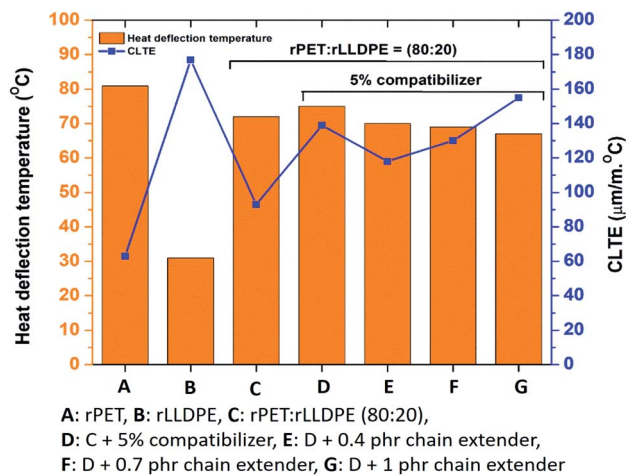 Heat deflection temperature
CLTE
rPET:rLLDPE = (80:20)
5% compatibilizer
Heat deflection temperature (°C)
100
90
80
70
60
50
40
30
20
10
0
200
180
160
140
120
100
80
60
40
20
0
CLTE (μm/m.°C)
A B C D E F G
A: rPET, B: rLLDPE, C: rPET:rLLDPE (80:20),
D: C + 5% compatibilizer, E: D + 0.4 phr chain extender,
F: D + 0.7 phr chain extender, G: D + 1 phr chain extender